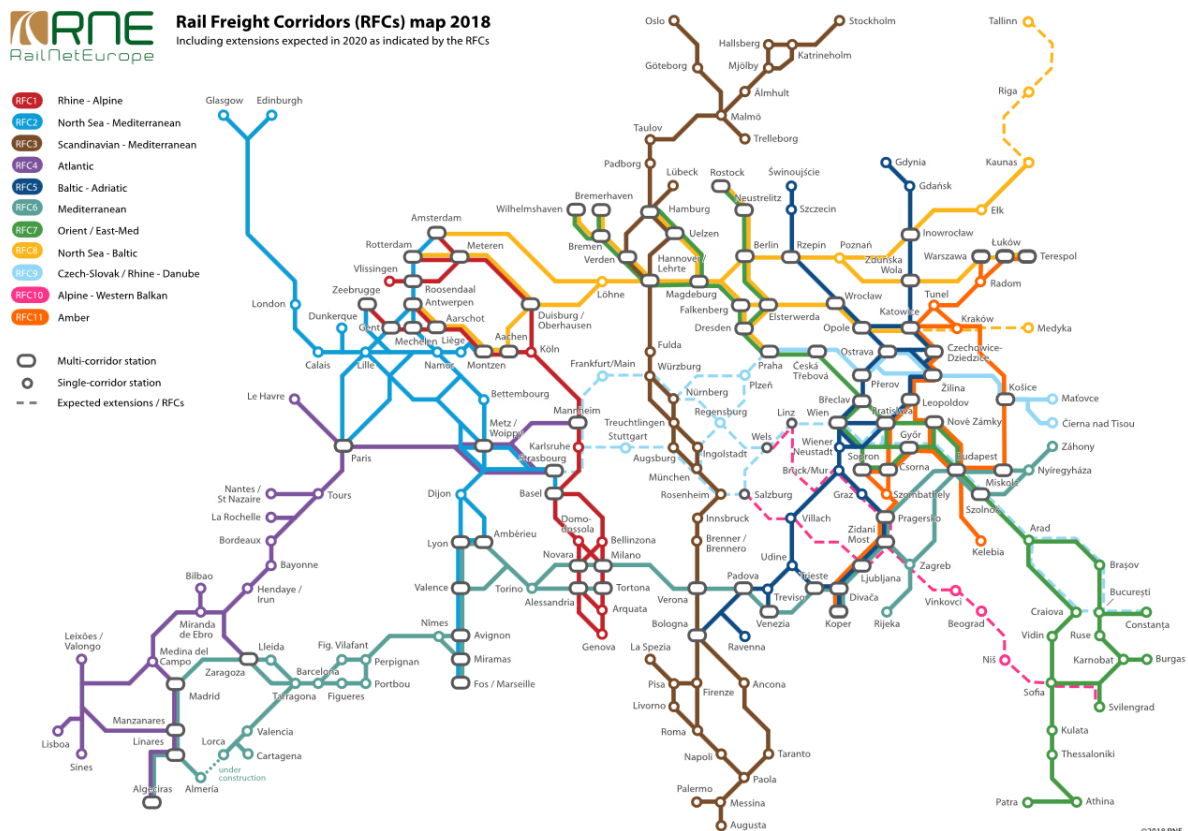 RNE
RailNetEurope
Rail Freight Corridors (RFCs) map 2018
Including extensions expected in 2020 as indicated by the RFCs
RFC1 Rhine - Alpine
RFC2 North Sea - Mediterranean
RFC3 Scandinavian - Mediterranean
RFC4 Atlantic
RFC5 Baltic - Adriatic
RFC6 Mediterranean
RFC7 Orient / East-Med
RFC8 North Sea - Baltic
RFC9 Czech-Slovak / Rhine - Danube
RFC10 Alpine - Western Balkan
RFC11 Amber
Multi-corridor station
Single-corridor station
Expected extensions / RFCs
Oslo
Stockholm
Tallinn
Hallsberg
Katrineholm
Göteborg
Mjölby
Älmhult
Riga
Glasgow
Edinburgh
Malmö
Taulov
Trelleborg
Padborg
Lübeck
Rostock
Świnoujście
Gdynia
Kaunas
Gdańsk
Wilhelmshaven
Bremerhaven
Hamburg
Neustrelitz
Szczecin
Ełk
Amsterdam
Uelzen
Inowrocław
Bremen
Rotterdam
Meteren
Verden
Hannover/
Lehrte
Berlin
Rzepin
Poznań
Zduńska
Wola
Warszawa
Łuków
Terespol
Vlissingen
Roosendaal
Löhne
Magdeburg
Radom
Zeebrugge
Antwerpen
Falkenberg
Wrocław
Tunel
London
Dunkerque
Gent
Aarschot
Duisburg /
Oberhausen
Elsterwerda
Katowice
Kraków
Mechelen
Liège
Aachen
Dresden
Opole
Medyka
Calais
Lille
Namur
Montzen
Köln
Fulda
Praha
Česká
Třebová
Ostrava
Czechowice-
Dziedzice
Frankfurt/Main
Würzburg
Plzeň
Přerov
Žilina
Košice
Maťovce
Le Havre
Bettembourg
Mannheim
Nürnberg
Regensburg
Linz
Břeclav
Leopoldov
Čierna nad Tisou
Metz /
Woippy
Treuchtlingen
Wien
Bratislava
Nové Zámky
Paris
Karlsruhe
Stuttgart
Wels
Wiener
Neustadt
Győr
Záhony
Strasbourg
Augsburg
Ingolstadt
Sopron
Csorna
Budapest
Nyíregyháza
Nantes /
St Nazaire
Tours
Dijon
Basel
München
Rosenheim
Salzburg
Bruck/Mur
Graz
Szombathely
Miskolc
Szolnok
La Rochelle
Innsbruck
Villach
Pragersko
Arad
Bordeaux
Lyon
Ambèrieu
Domo-
dossola
Bellinzona
Brenner /
Brennero
Zidani
Most
Kelebia
Bayonne
Novara
Milano
Udine
Zagreb
Brașov
Bilbao
Hendaye /
Irun
Valence
Torino
Alessandria
Tortona
Verona
Padova
Treviso
Trieste
Divača
Ljubljana
Vinkovci
București
Miranda
de Ebro
Arquata
Venezia
Koper
Rijeka
Beograd
Craiova
Constanța
Leixões /
Valongo
Nîmes
Avignon
Genova
Bologna
Ravenna
Vidin
Ruse
Medina del
Campo
Lleida
Fig. Vilafant
Perpignan
Miramas
La Spezia
Niš
Karnobat
Burgas
Zaragoza
Barcelona
Madrid
Tarragona
Figueres
Portbou
Fos / Marseille
Pisa
Firenze
Ancona
Sofia
Svilengrad
Manzanares
Livorno
Lisboa
Linares
Lorca
Valencia
Roma
Kulata
Sines
Cartagena
Napoli
Taranto
Thessaloniki
under
construction
Algeciras
Almería
Paola
Palermo
Messina
Patra
Athina
Augusta
©2018 RNE